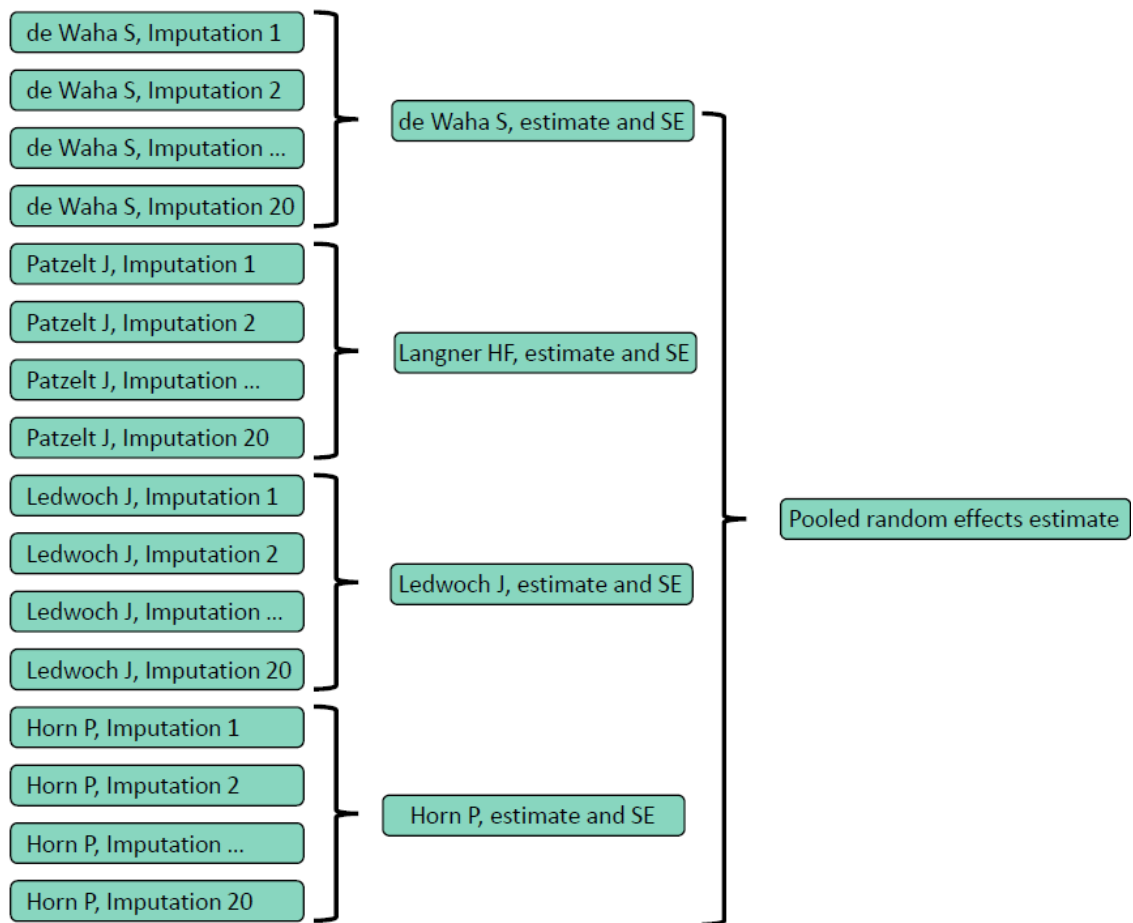 de Waha S, Imputation 1
de Waha S, Imputation 2
de Waha S, Imputation ...
de Waha S, Imputation 20
Patzelt J, Imputation 1
Patzelt J, Imputation 2
Patzelt J, Imputation ...
Patzelt J, Imputation 20
Ledwoch J, Imputation 1
Ledwoch J, Imputation 2
Ledwoch J, Imputation ...
Ledwoch J, Imputation 20
Horn P, Imputation 1
Horn P, Imputation 2
Horn P, Imputation ...
Horn P, Imputation 20
de Waha S, estimate and SE
Langner HF, estimate and SE
Ledwoch J, estimate and SE
Horn P, estimate and SE
Pooled random effects estimate